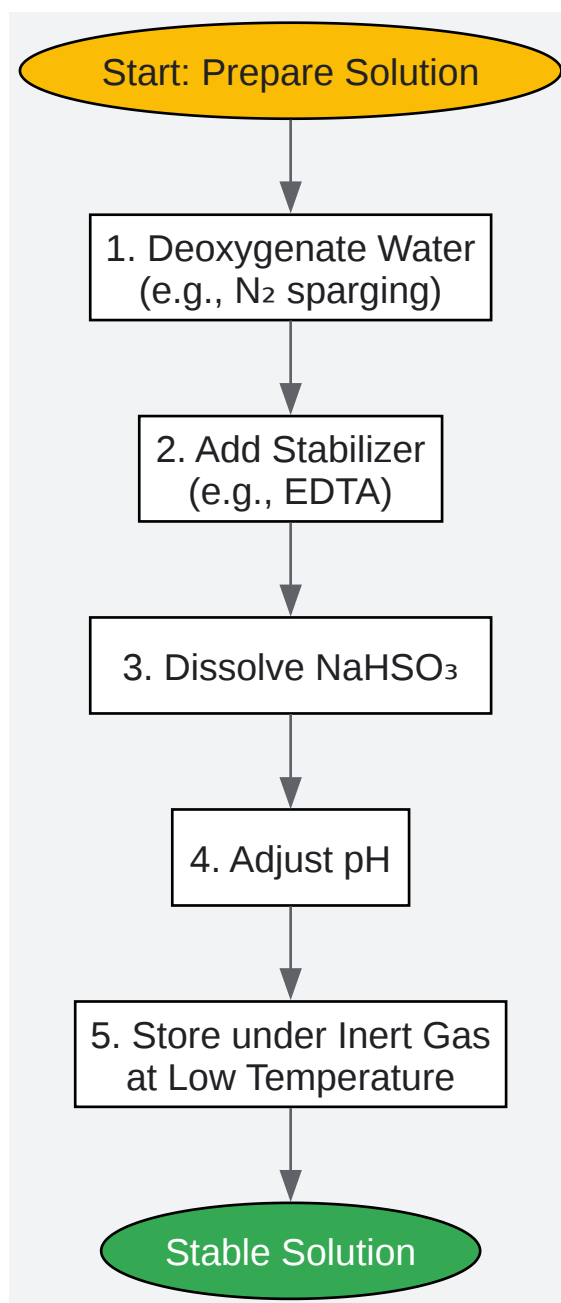 Start: Prepare Solution
1. Deoxygenate Water
(e.g., N₂ sparging)
2. Add Stabilizer
(e.g., EDTA)
3. Dissolve NaHSO₃
4. Adjust pH
5. Store under Inert Gas
at Low Temperature
Stable Solution